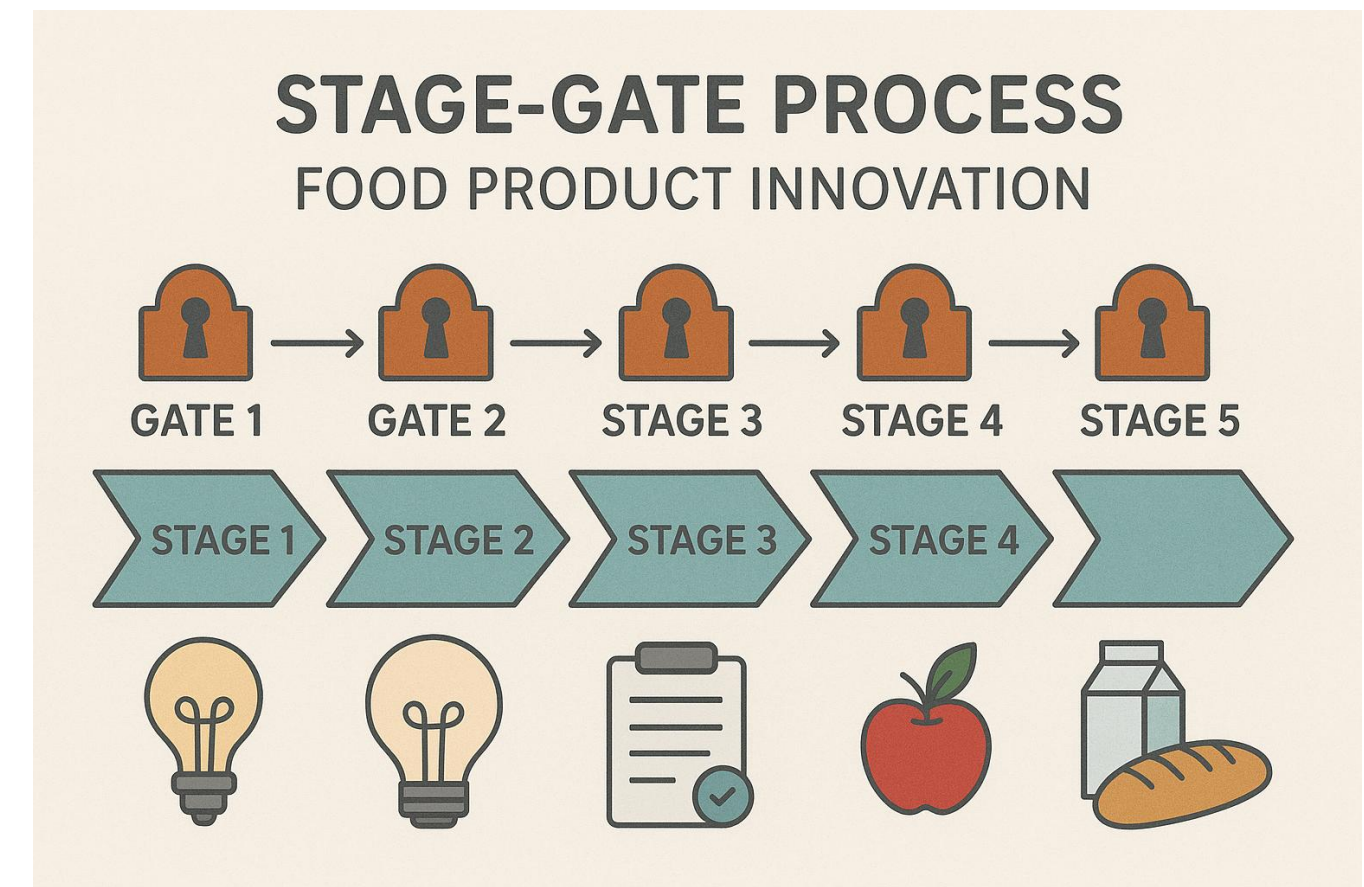 STAGE-GATE PROCESS
FOOD PRODUCT INNOVATION
GATE 1 GATE 2 STAGE 3 STAGE 4 STAGE 5
STAGE 1 STAGE 2 STAGE 3 STAGE 4